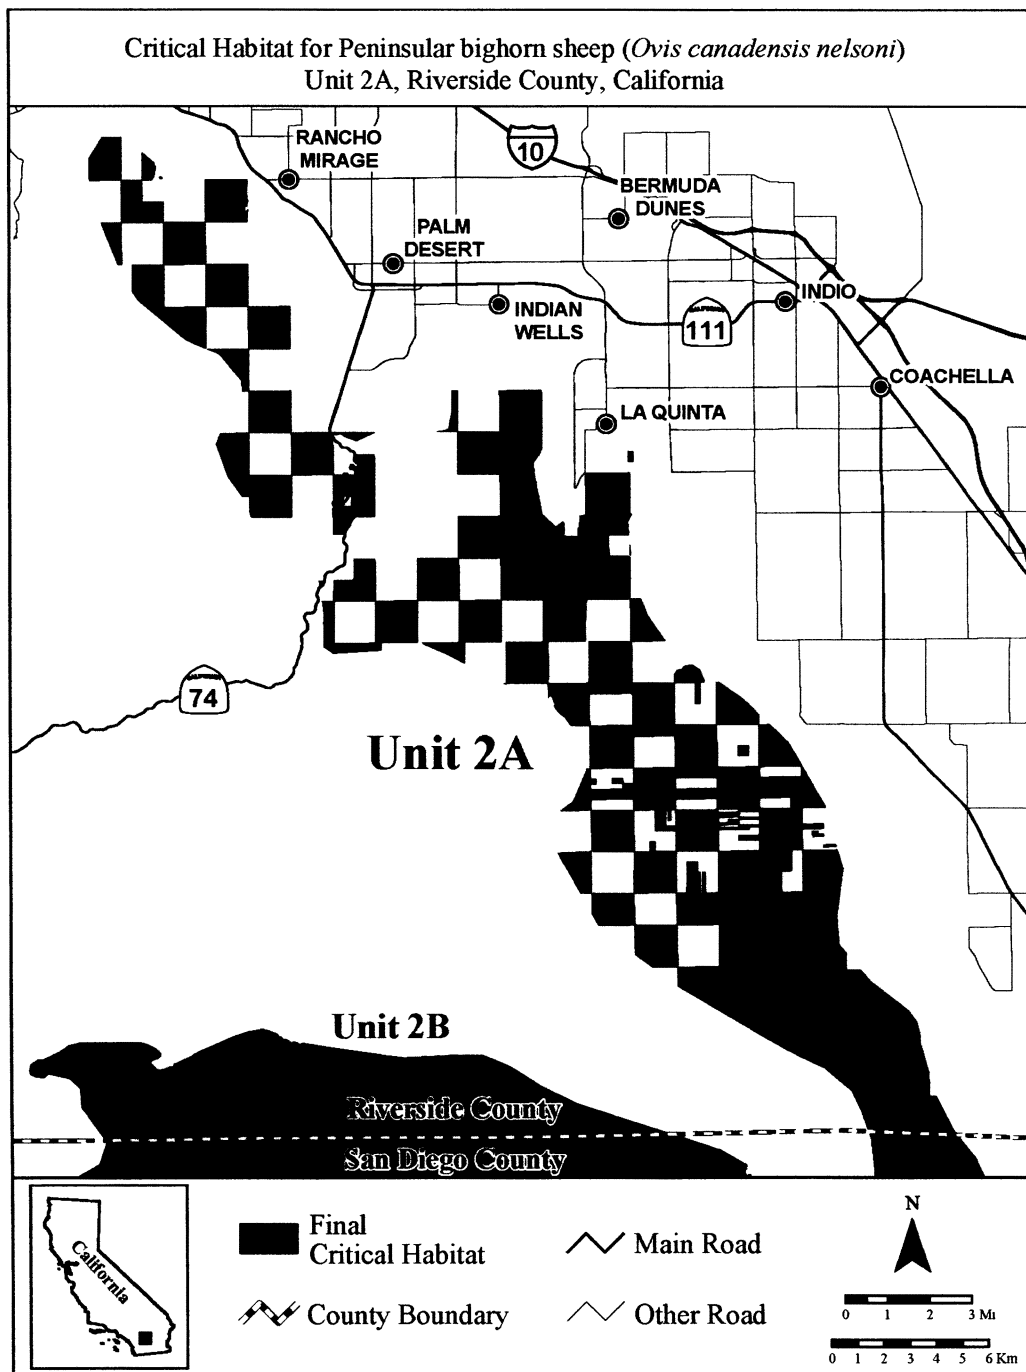 Critical Habitat for Peninsular bighorn sheep (Ovis canadensis nelsoni)
Unit 2A, Riverside County, California
RANCHO
MIRAGE
10
BERMUDA
DUNES
PALM
DESERT
INDIAN
WELLS
111
INDIO
COACHELLA
LA QUINTA
74
Unit 2A
Unit 2B
Riverside County
San Diego County
California
Final
Critical Habitat
Main Road
County Boundary
Other Road
N
0 1 2 3 Mi
0 1 2 3 4 5 6 Km